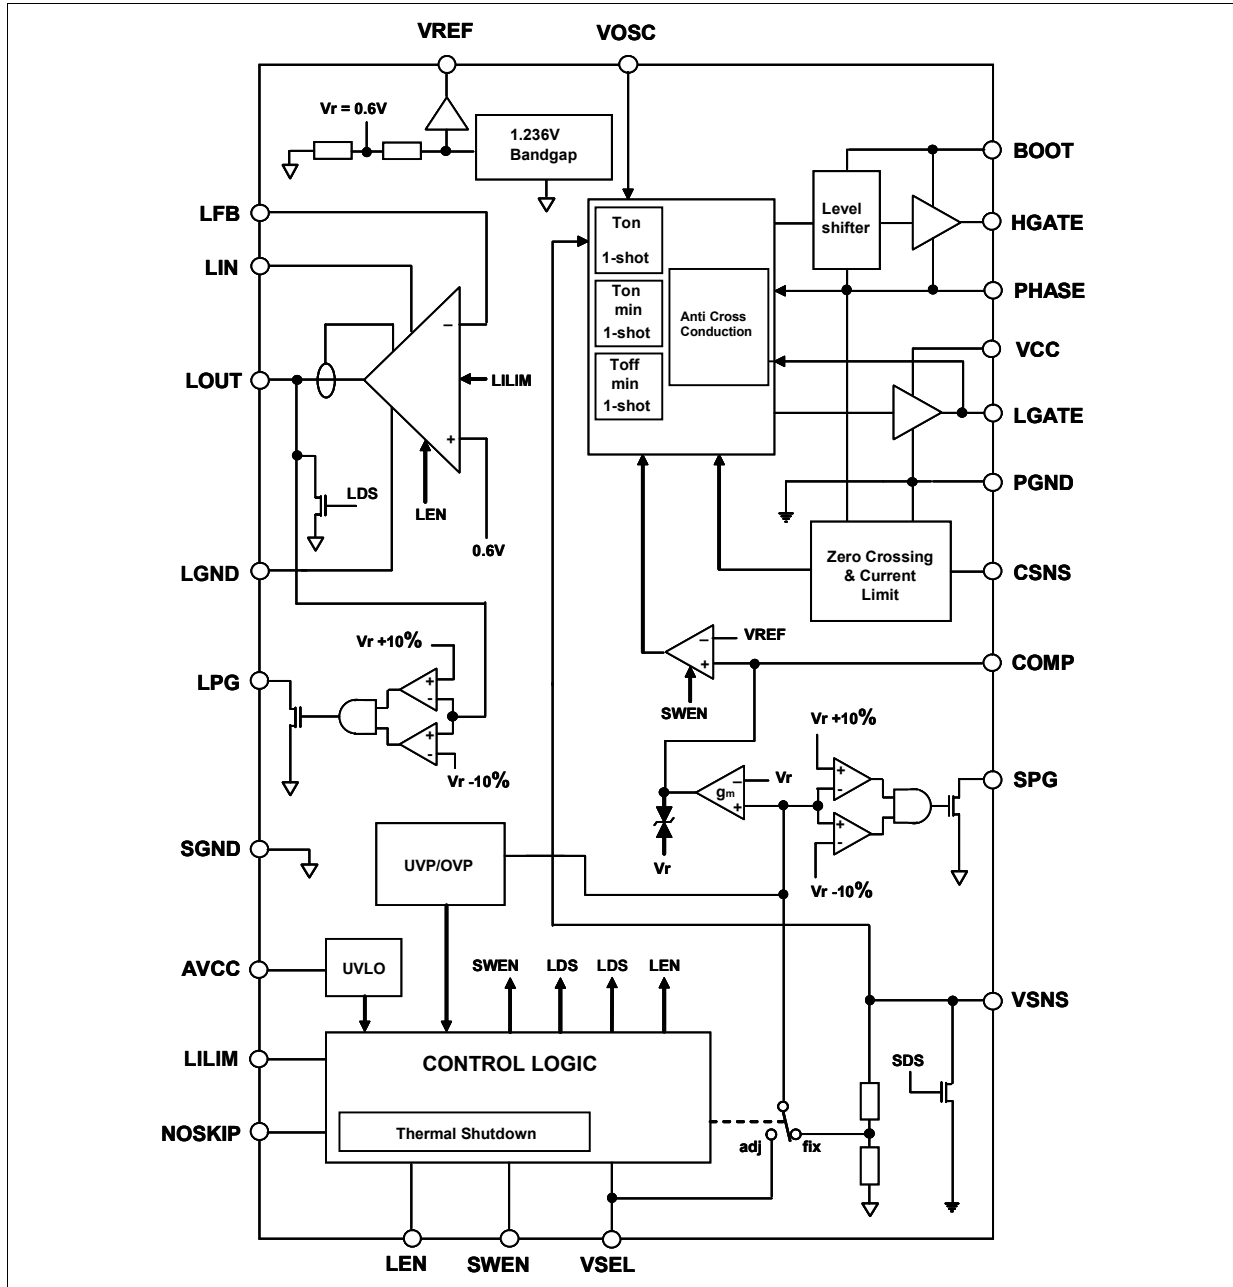 VREF
VOSC
Vr = 0.6V
1.236V
Bandgap
BOOT
LFB
Level
shifter
HGATE
Ton
1-shot
LIN
PHASE
Ton
min
1-shot
Anti Cross
Conduction
−
VCC
LOUT
LILIM
Toff
min
1-shot
LGATE
+
LDS
LEN
PGND
0.6V
LGND
Zero Crossing
& Current
Limit
CSNS
Vr +10%
− VREF
+
COMP
LPG
+
-
+
-
SWEN
Vr +10%
Vr -10%
− Vr
gm
+
+
-
+
-
SPG
SGND
UVP/OVP
Vr
Vr -10%
AVCC
UVLO
SWEN
LDS
LDS
LEN
VSNS
LILIM
CONTROL LOGIC
SDS
NOSKIP
Thermal Shutdown
adj
fix
LEN
SWEN
VSEL